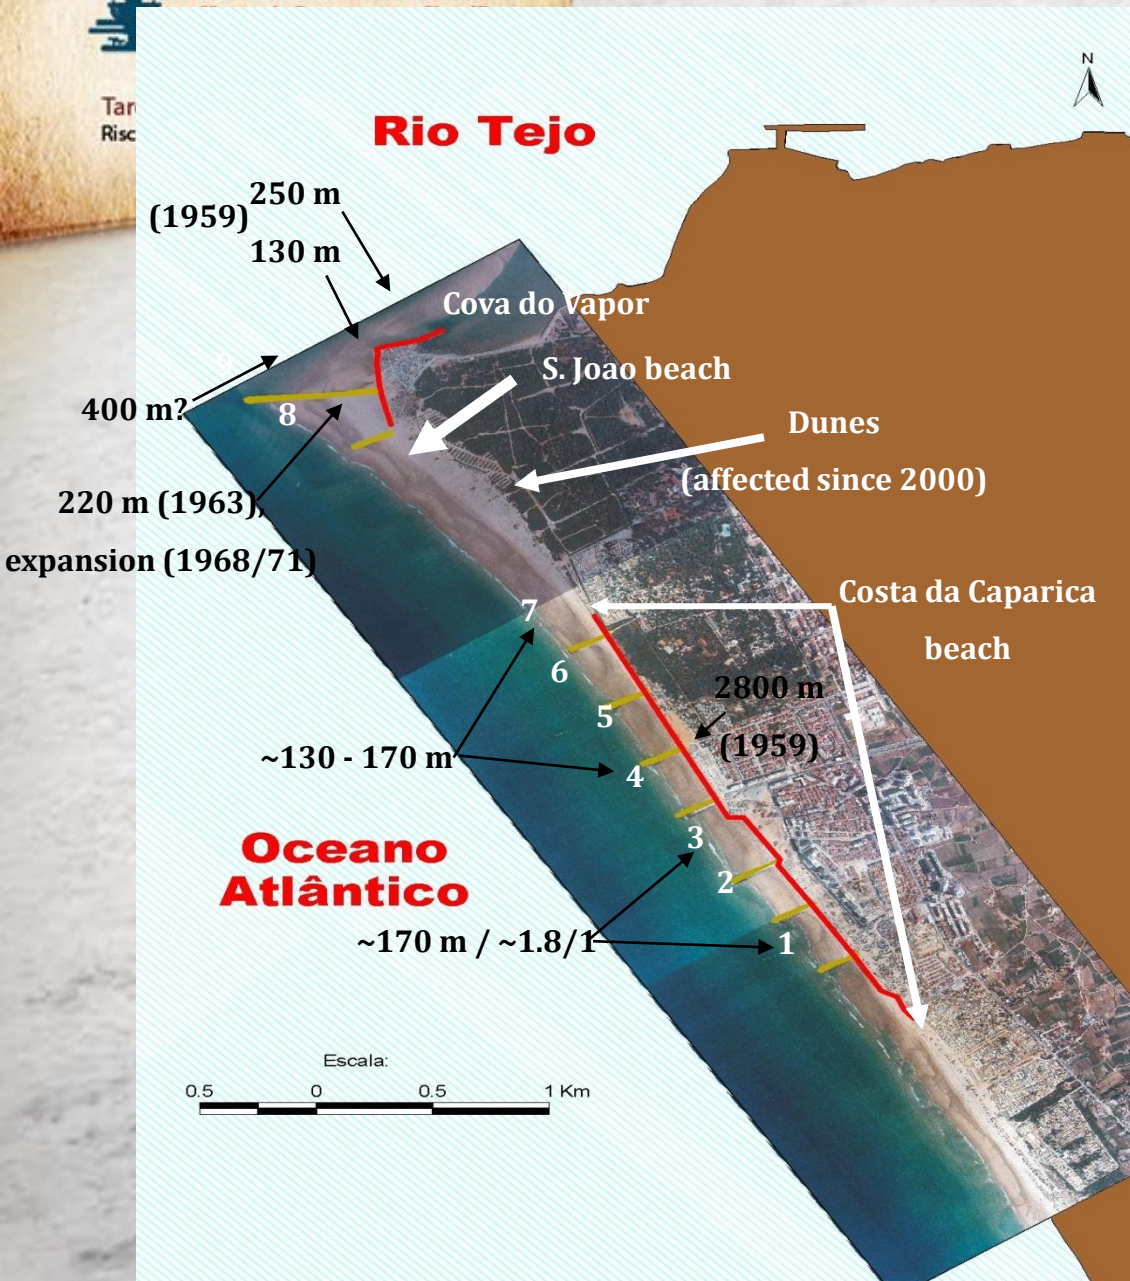 Rio Tejo
N
250 m
(1959)
130 m
Cova do Vapor
S. Joao beach
400 m?
8
Dunes
(affected since 2000)
220 m (1963),
expansion (1968/71)
Costa da Caparica
beach
7
6
5
2800 m
(1959)
~130 - 170 m
4
3
Oceano
Atlântico
2
~170 m / ~1.8/1
1
Escala:
0.5 0 0.5 1 Km